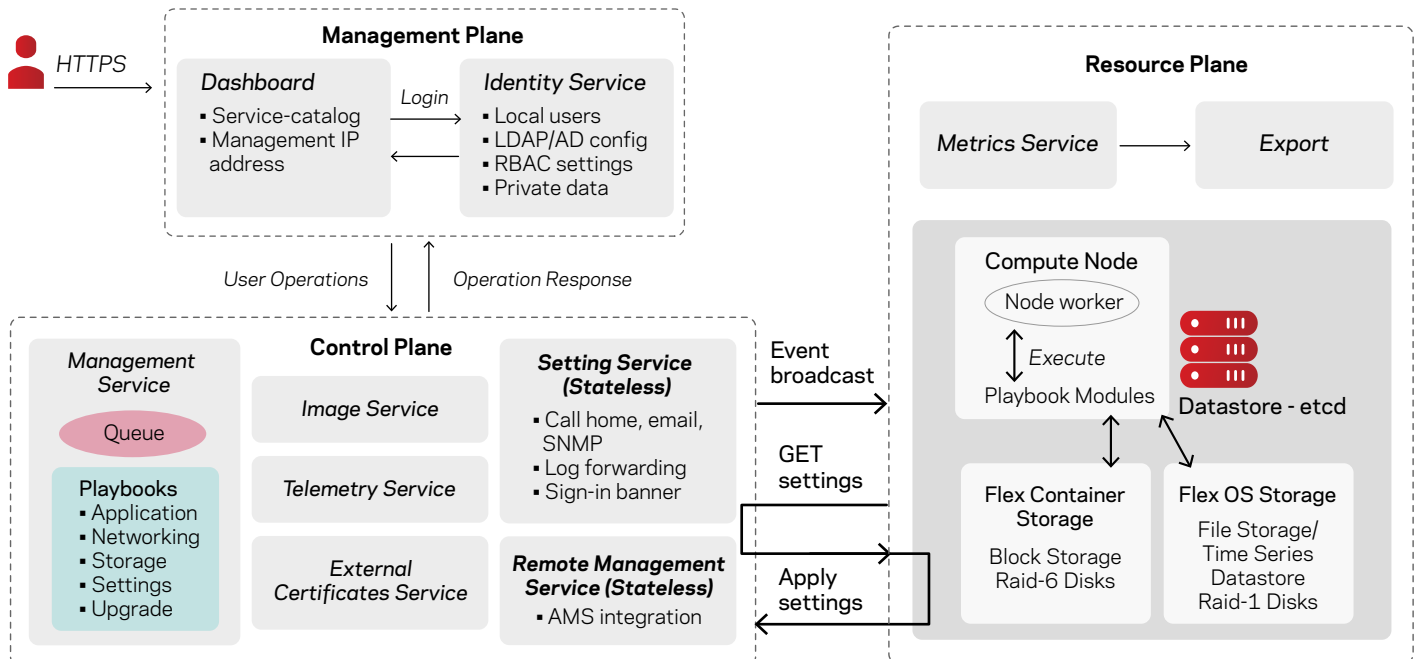 HTTPS
Management Plane
Dashboard
▪ Service-catalog
▪ Management IP
address
Login
Identity Service
▪ Local users
▪ LDAP/AD config
▪ RBAC settings
▪ Private data
User Operations
Operation Response
Control Plane
Management
Service
Queue
Playbooks
▪ Application
▪ Networking
▪ Storage
▪ Settings
▪ Upgrade
Image Service
Telemetry Service
External
Certificates Service
Setting Service
(Stateless)
▪ Call home, email,
SNMP
▪ Log forwarding
▪ Sign-in banner
Remote Management
Service (Stateless)
▪ AMS integration
Event
broadcast
GET
settings
Apply
settings
Resource Plane
Metrics Service
Export
Compute Node
Node worker
Execute
Playbook Modules
Datastore - etcd
Flex Container
Storage
Block Storage
Raid-6 Disks
Flex OS Storage
File Storage/
Time Series
Datastore
Raid-1 Disks